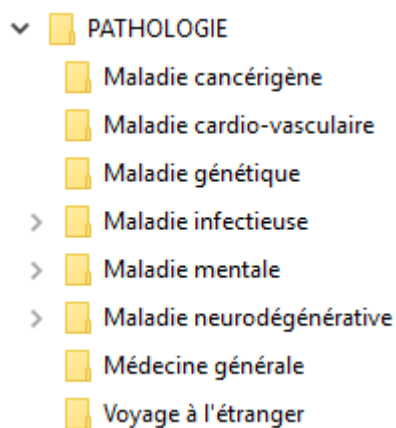 PATHOLOGIE
Maladie cancérigène
Maladie cardio-vasculaire
Maladie génétique
Maladie infectieuse
Maladie mentale
Maladie neurodégénérative
Médecine générale
Voyage à l'étranger